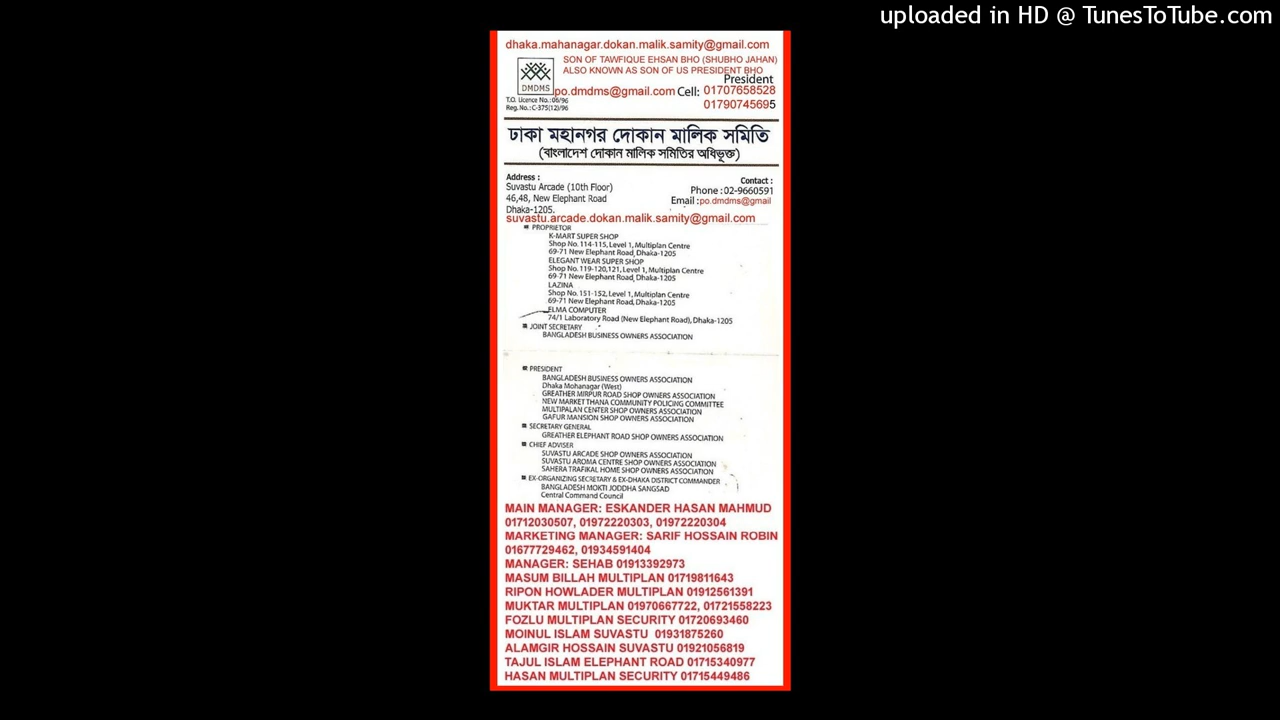 uploaded in HD @ TunesToTube.com
dhaka.mahanagar.dokan.malik.samity@gmail.com
SON OF TAWFIQUE EHSAN BHO (SHUBHO JAHAN)
ALSO KNOWN AS SON OF US PRESIDENT BHO
President
DMDMS
po.dmdms@gmail.com Cell: 01707658528
01790745695
T.O. Licence No.:06/96
Reg. No.: C-375(12)/96
ঢাকা মহানগর দোকান মালিক সমিতি
(বাংলাদেশ দোকান মালিক সমিতির অধিভূক্ত)
Address :
Suvastu Arcade (10th Floor)
46,48, New Elephant Road
Dhaka-1205.
Contact :
Phone : 02-9660591
Email : po.dmdms@gmail
suvastu.arcade.dokan.malik.samity@gmail.com
PROPRIETOR
K-MART SUPER SHOP
Shop No. 114-115, Level 1, Multiplan Centre
69-71 New Elephant Road, Dhaka-1205
ELEGANT WEAR SUPER SHOP
Shop No. 119-120,121, Level 1, Multiplan Centre
69-71 New Elephant Road, Dhaka-1205
LAZINA
Shop No. 151-152, Level 1, Multiplan Centre
69-71 New Elephant Road, Dhaka-1205
ELMA COMPUTER
74/1 Laboratory Road (New Elephant Road), Dhaka-1205
JOINT SECRETARY
BANGLADESH BUSINESS OWNERS ASSOCIATION
PRESIDENT
BANGLADESH BUSINESS OWNERS ASSOCIATION
Dhaka Mohanagar (West)
GREATHER MIRPUR ROAD SHOP OWNERS ASSOCIATION
NEW MARKET THANA COMMUNITY POLICING COMMITTEE
MULTIPALAN CENTER SHOP OWNERS ASSOCIATION
GAFUR MANSION SHOP OWNERS ASSOCIATION
SECRETARY GENERAL
GREATHER ELEPHANT ROAD SHOP OWNERS ASSOCIATION
CHIEF ADVISER
SUVASTU ARCADE SHOP OWNERS ASSOCIATION
SUVASTU AROMA CENTRE SHOP OWNERS ASSOCIATION
SAHERA TRAFIKAL HOME SHOP OWNERS ASSOCIATION
EX-ORGANIZING SECRETARY & EX-DHAKA DISTRICT COMMANDER
BANGLADESH MOKTI JODDHA SANGSAD
Central Command Council
MAIN MANAGER: ESKANDER HASAN MAHMUD
01712030507, 01972220303, 01972220304
MARKETING MANAGER: SARIF HOSSAIN ROBIN
01677729462, 01934591404
MANAGER: SEHAB 01913392973
MASUM BILLAH MULTIPLAN 01719811643
RIPON HOWLADER MULTIPLAN 01912561391
MUKTAR MULTIPLAN 01970667722, 01721558223
FOZLU MULTIPLAN SECURITY 01720693460
MOINUL ISLAM SUVASTU 01931875260
ALAMGIR HOSSAIN SUVASTU 01921056819
TAJUL ISLAM ELEPHANT ROAD 01715340977
HASAN MULTIPLAN SECURITY 01715449486